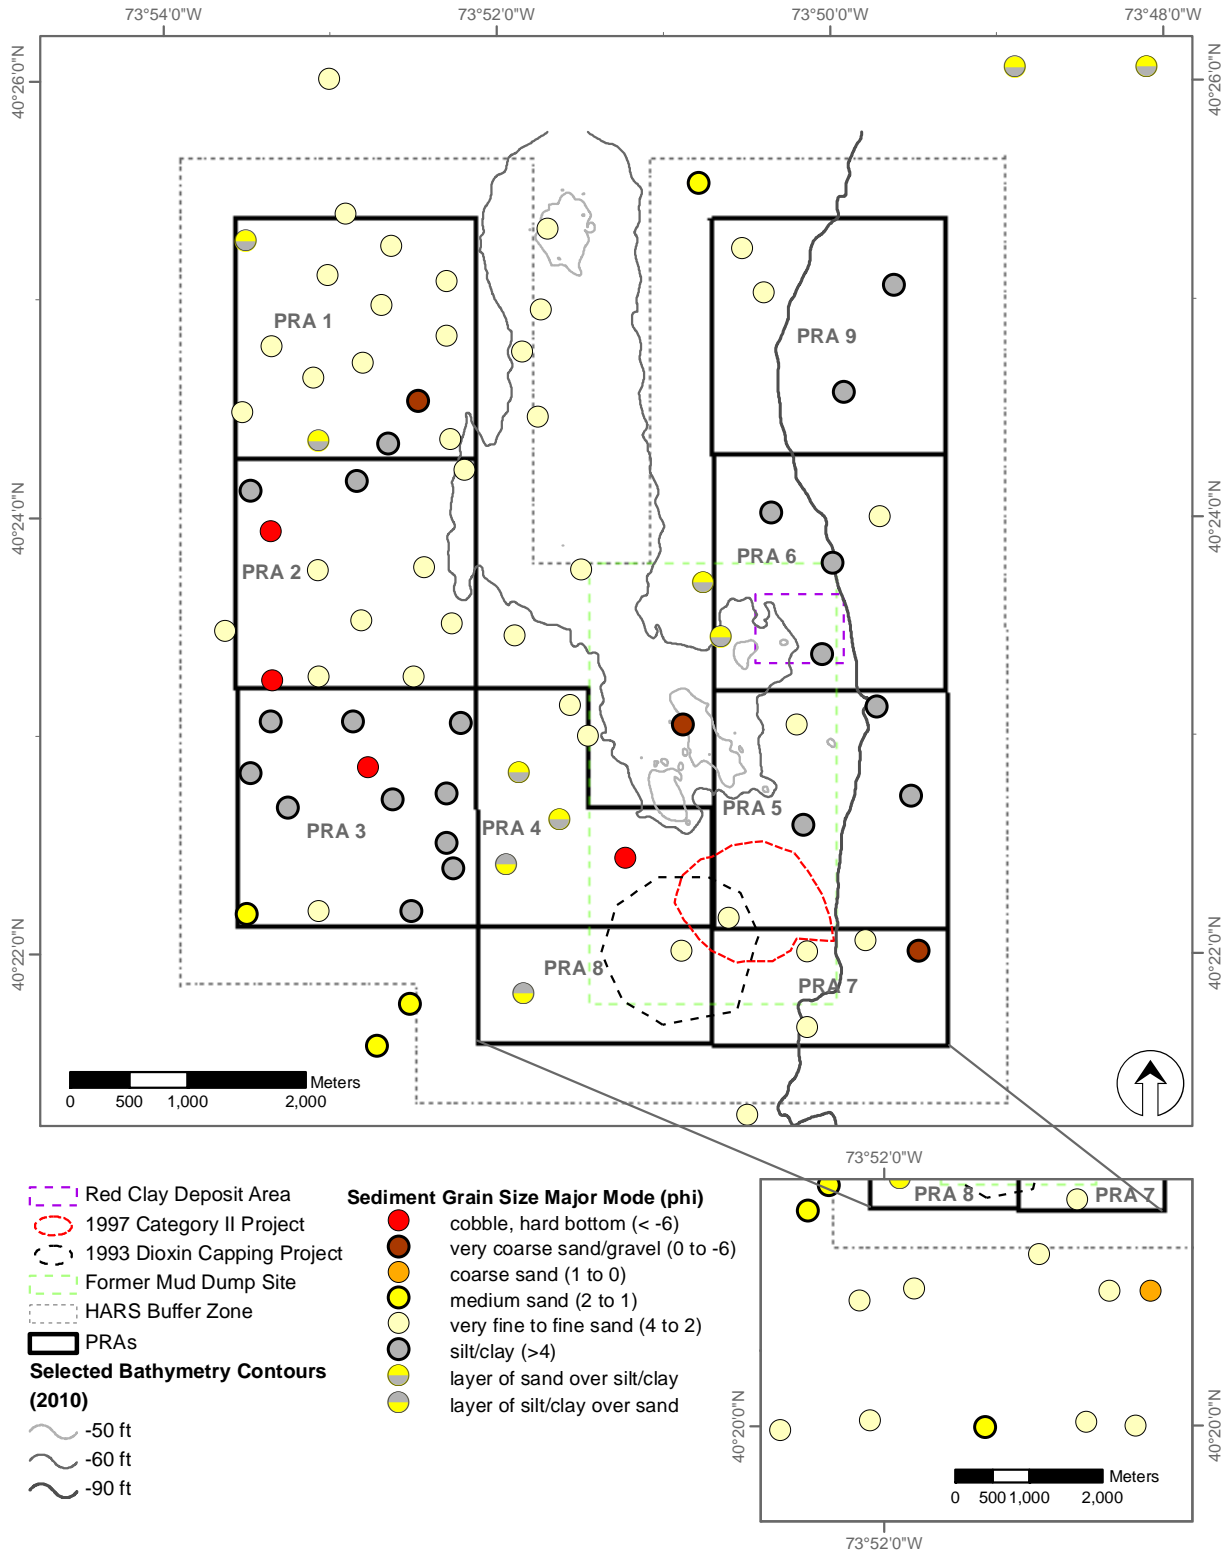 73°54'0"W
73°52'0"W
73°50'0"W
73°48'0"W
40°26'0"N
40°26'0"N
PRA 1
PRA 9
40°24'0"N
40°24'0"N
PRA 6
PRA 2
PRA 5
PRA 4
PRA 3
40°22'0"N
40°22'0"N
PRA 8
PRA 7
Meters
0 500 1,000 2,000
73°52'0"W
PRA 8
PRA 7
40°20'0"N
40°20'0"N
Meters
0 500 1,000 2,000
73°52'0"W
Red Clay Deposit Area
1997 Category II Project
1993 Dioxin Capping Project
Former Mud Dump Site
HARS Buffer Zone
PRAs
Selected Bathymetry Contours
(2010)
-50 ft
-60 ft
-90 ft
Sediment Grain Size Major Mode (phi)
cobble, hard bottom (< -6)
very coarse sand/gravel (0 to -6)
coarse sand (1 to 0)
medium sand (2 to 1)
very fine to fine sand (4 to 2)
silt/clay (>4)
layer of sand over silt/clay
layer of silt/clay over sand